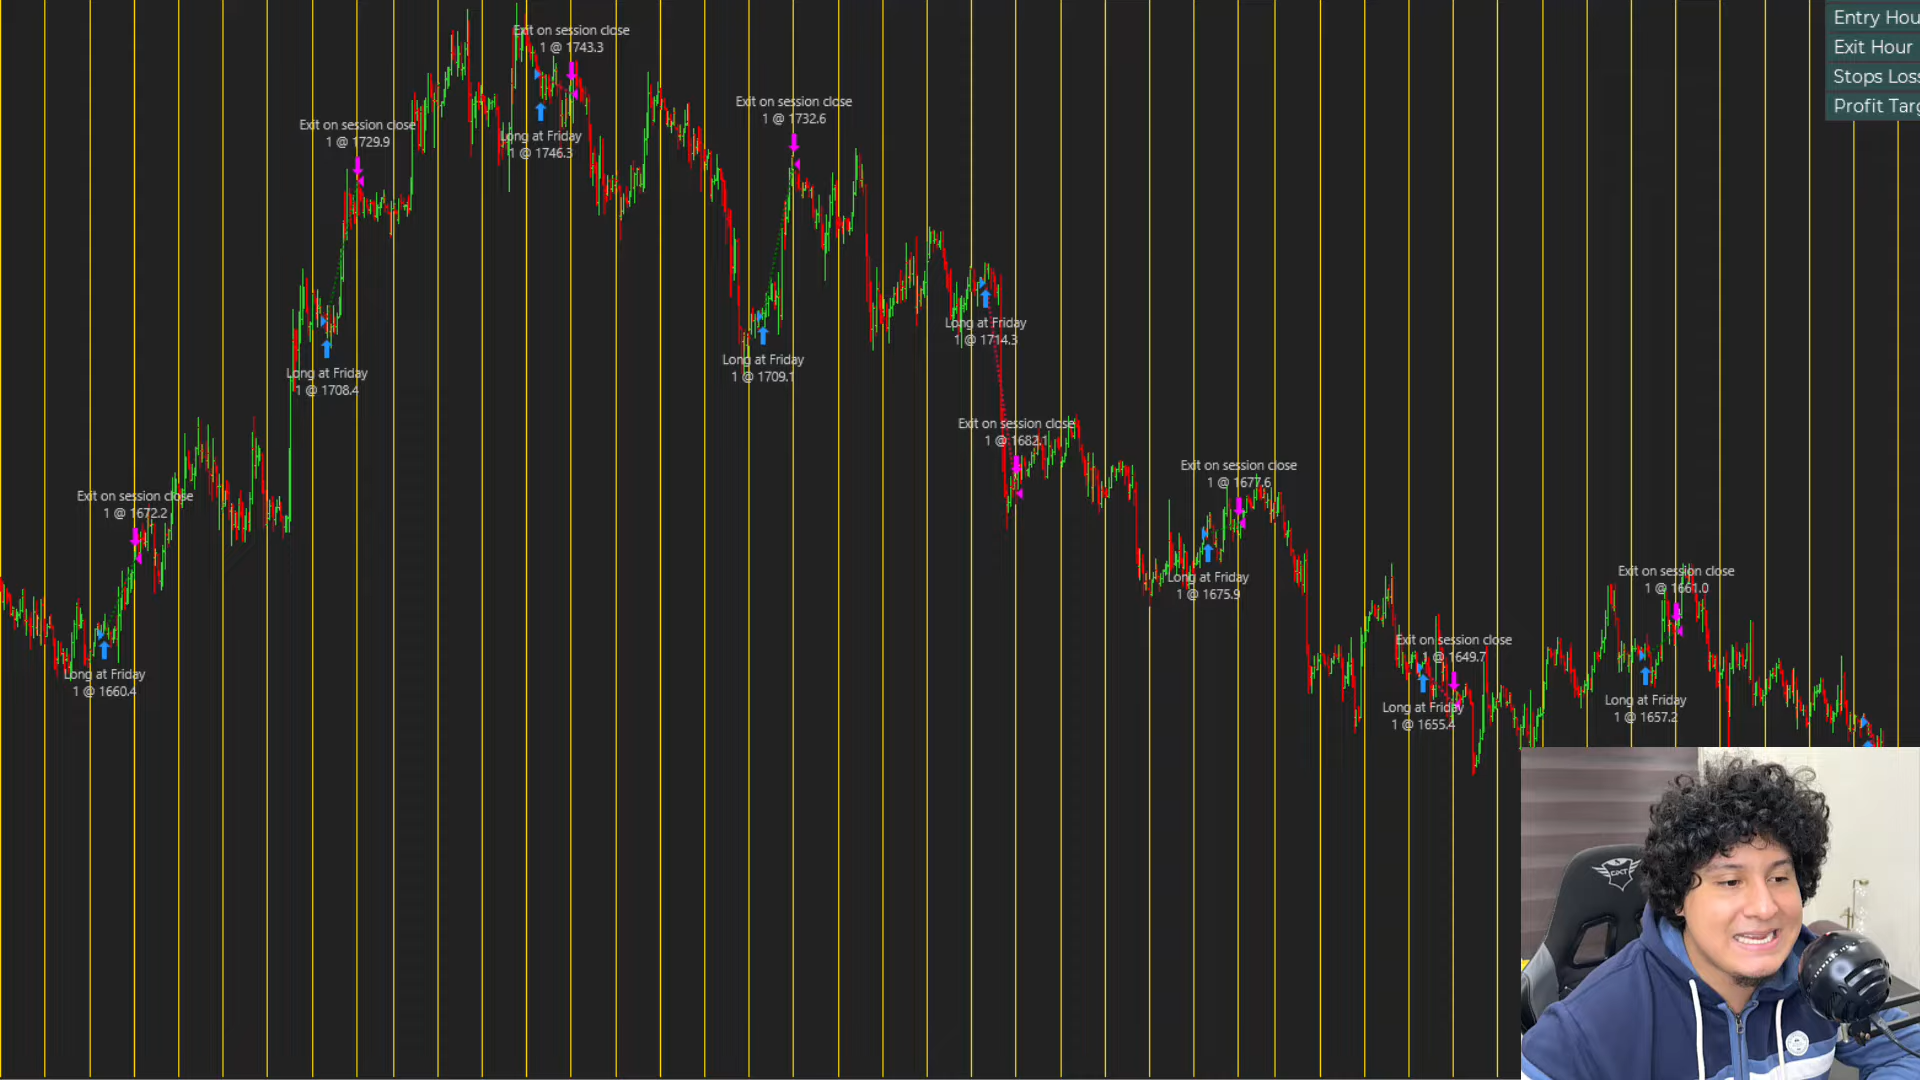 Exit on session close
1 @ 1672.2
Long at Friday
1 @ 1660.4
Exit on session close
1 @ 1729.9
Long at Friday
1 @ 1708.4
Exit on session close
1 @ 1743.3
Long at Friday
1 @ 1746.3
Exit on session close
1 @ 1732.6
Long at Friday
1 @ 1709.1
Long at Friday
1 @ 1714.3
Exit on session close
1 @ 1682.1
Exit on session close
1 @ 1677.6
Long at Friday
1 @ 1675.9
Exit on session close
1 @ 1649.7
Long at Friday
1 @ 1655.4
Exit on session close
1 @ 1661.0
Long at Friday
1 @ 1657.2
Entry Hou
Exit Hour
Stops Loss
Profit Targ
GXT